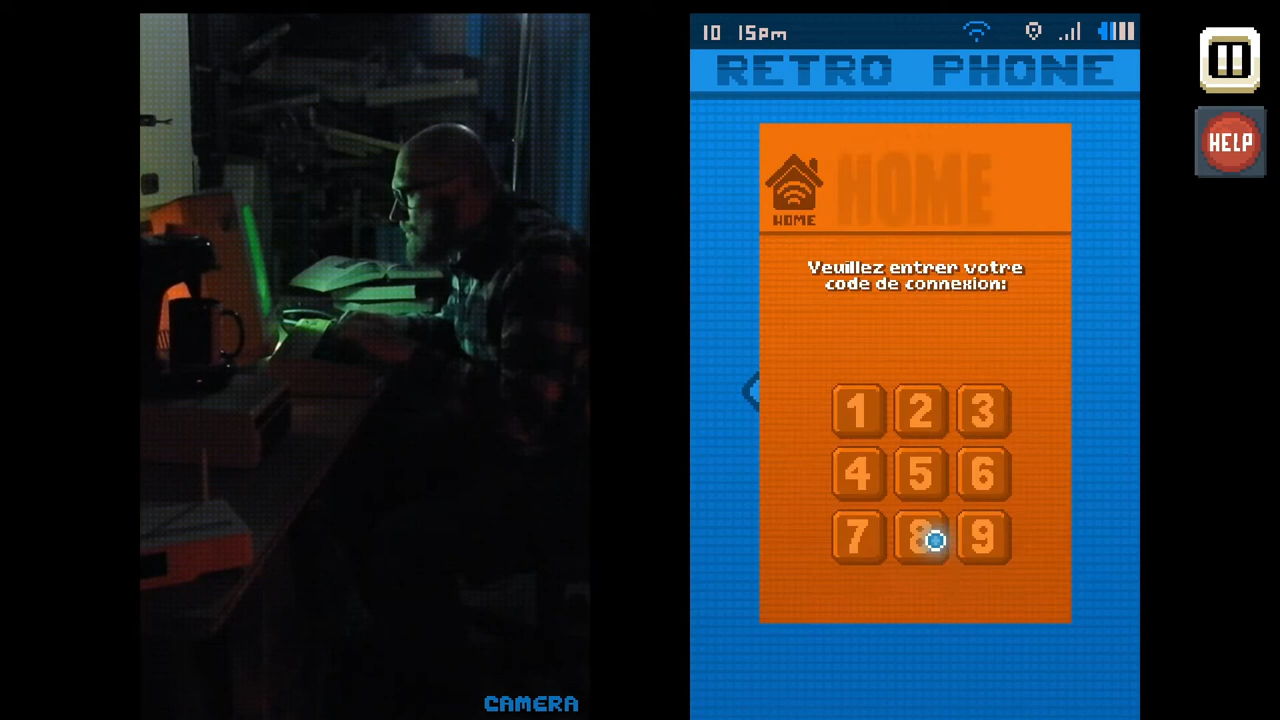 10 15pm
RETRO PHONE
HELP
HOME
HOME
Veuillez entrer votre
code de connexion:
1 2 3
4 5 6
7 8 9
CAMERA